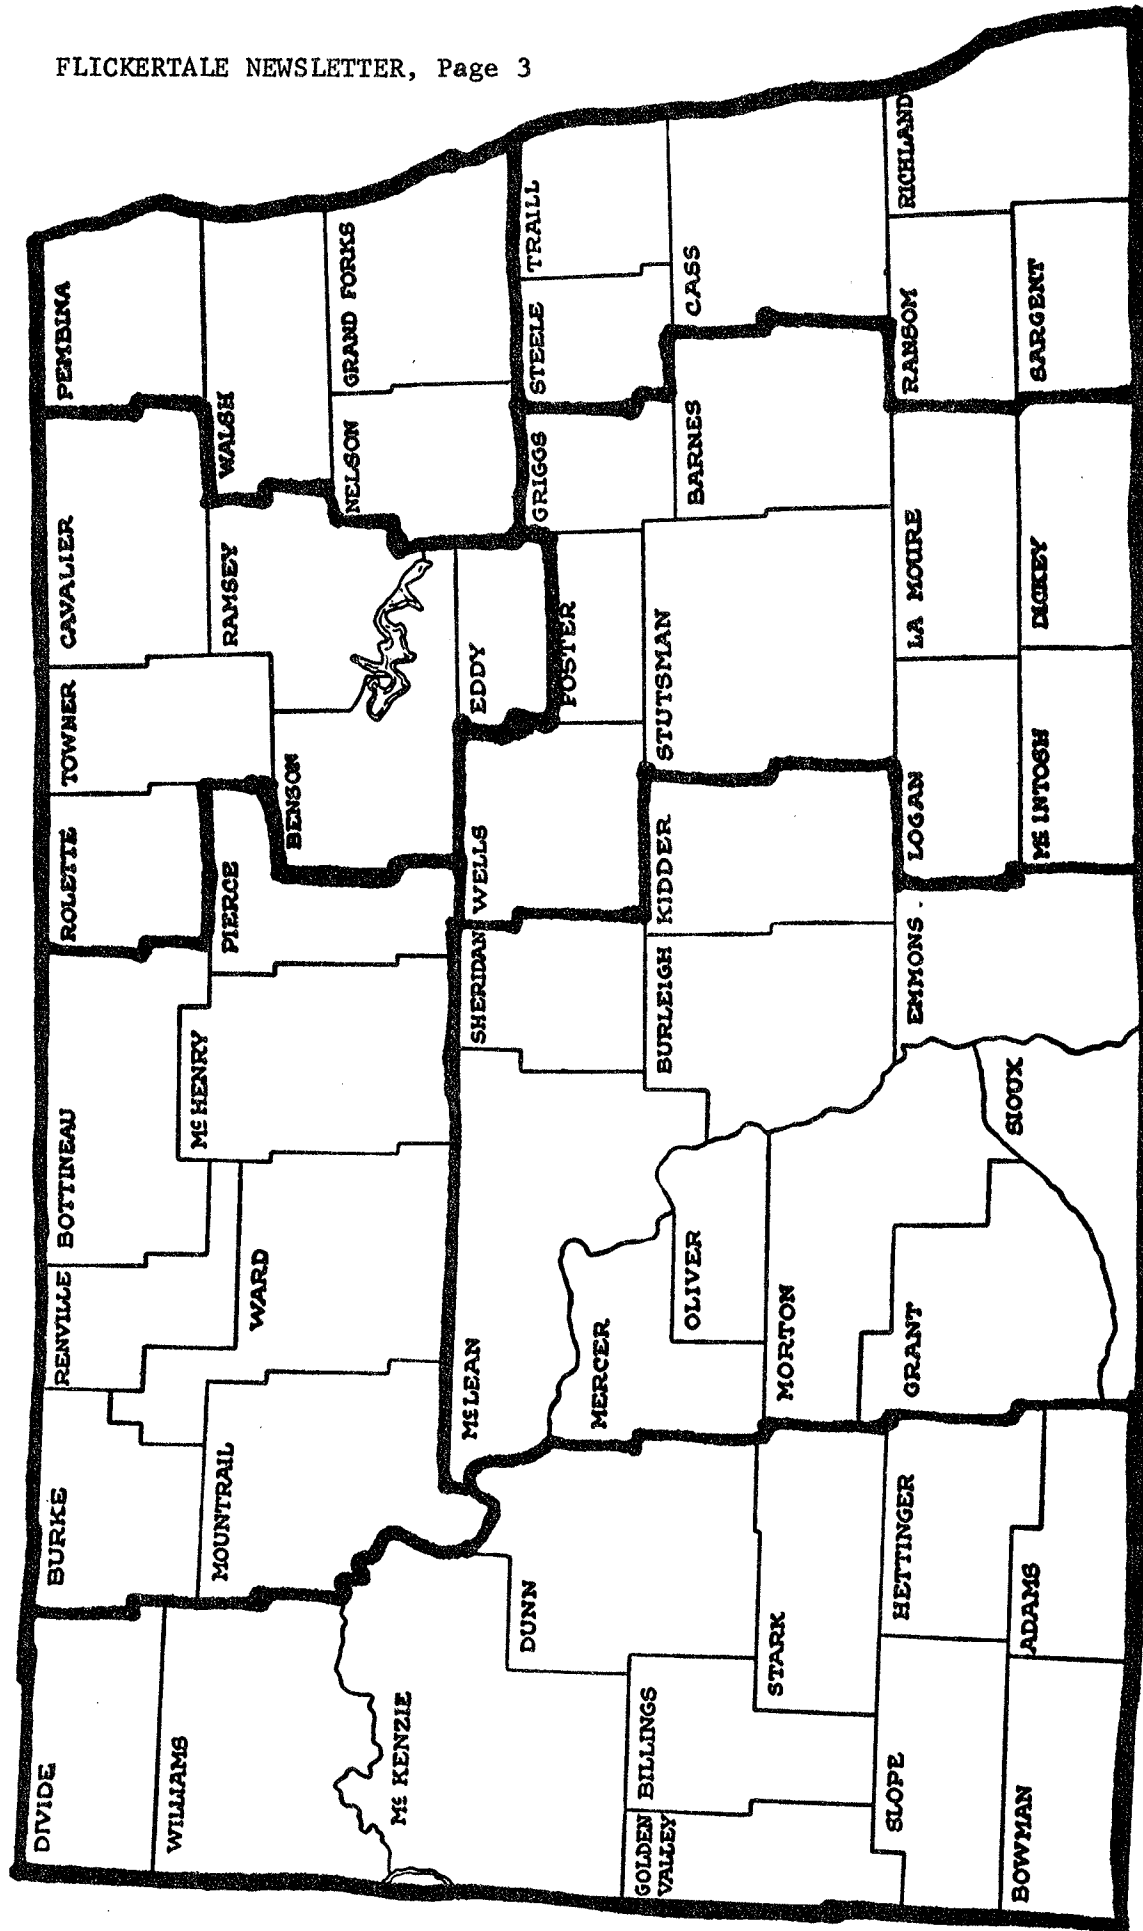 FLICKERTALE NEWSLETTER, Page 3
DIVIDE
BURKE
RENVILLE
BOTTINEAU
ROLETTE
TOWNER
CAVALIER
PEMBINA
WILLIAMS
MOUNTRAIL
WARD
McHENRY
PIERCE
BENSON
RAMSEY
WALSH
NELSON
GRAND FORKS
McKENZIE
DUNN
McLEAN
MERCER
OLIVER
SHERIDAN
WELLS
EDDY
FOSTER
GRIGGS
STEELE
TRAILL
GOLDEN
VALLEY
BILLINGS
STARK
MORTON
BURLEIGH
KIDDER
STUTSMAN
BARNES
CASS
SLOPE
HETTINGER
GRANT
SIOUX
EMMONS
LOGAN
LA MOURE
RANSOM
RICHLAND
BOWMAN
ADAMS
McINTOSH
DICKEY
SARGENT